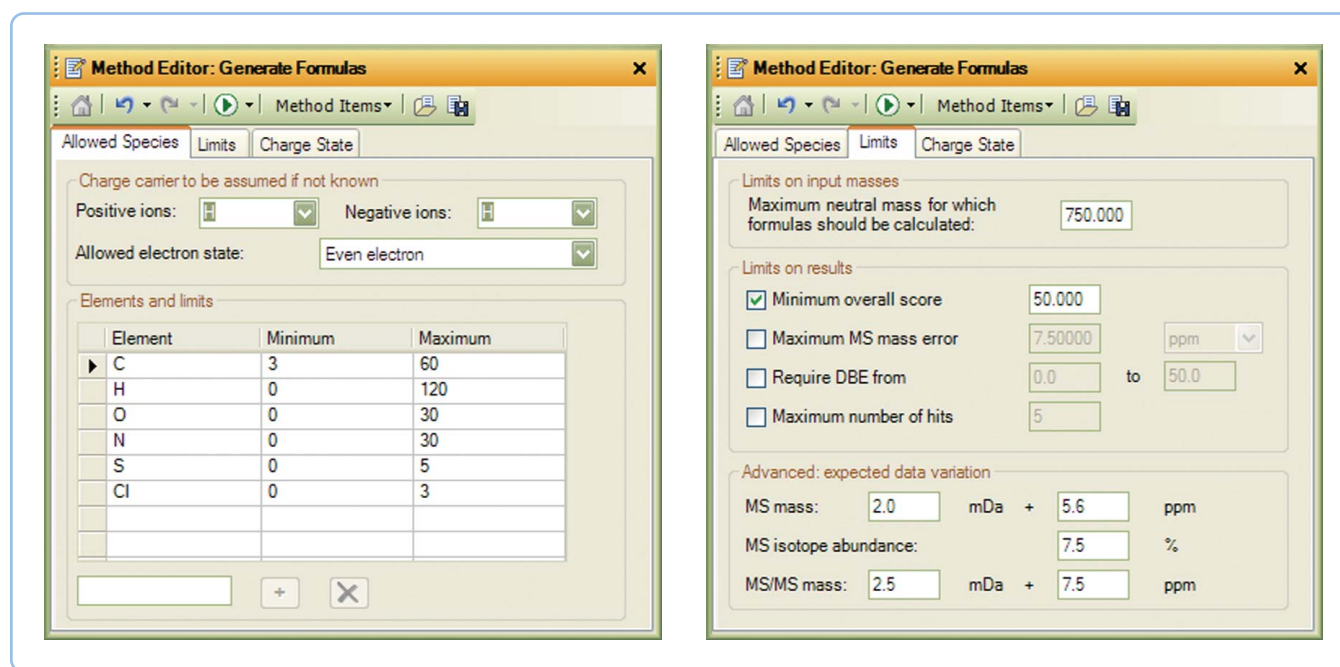 Method Editor: Generate Formulas
Method Items
Allowed Species Limits Charge State
Charge carrier to be assumed if not known
Positive ions: H Negative ions: H
Allowed electron state: Even electron
Elements and limits
Element Minimum Maximum
C 3 60
H 0 120
O 0 30
N 0 30
S 0 5
Cl 0 3
+
Method Editor: Generate Formulas
Method Items
Allowed Species Limits Charge State
Limits on input masses
Maximum neutral mass for which
formulas should be calculated: 750.000
Limits on results
Minimum overall score 50.000
Maximum MS mass error 7.50000 ppm
Require DBE from 0.0 to 50.0
Maximum number of hits 5
Advanced: expected data variation
MS mass: 2.0 mDa + 5.6 ppm
MS isotope abundance: 7.5 %
MS/MS mass: 2.5 mDa + 7.5 ppm